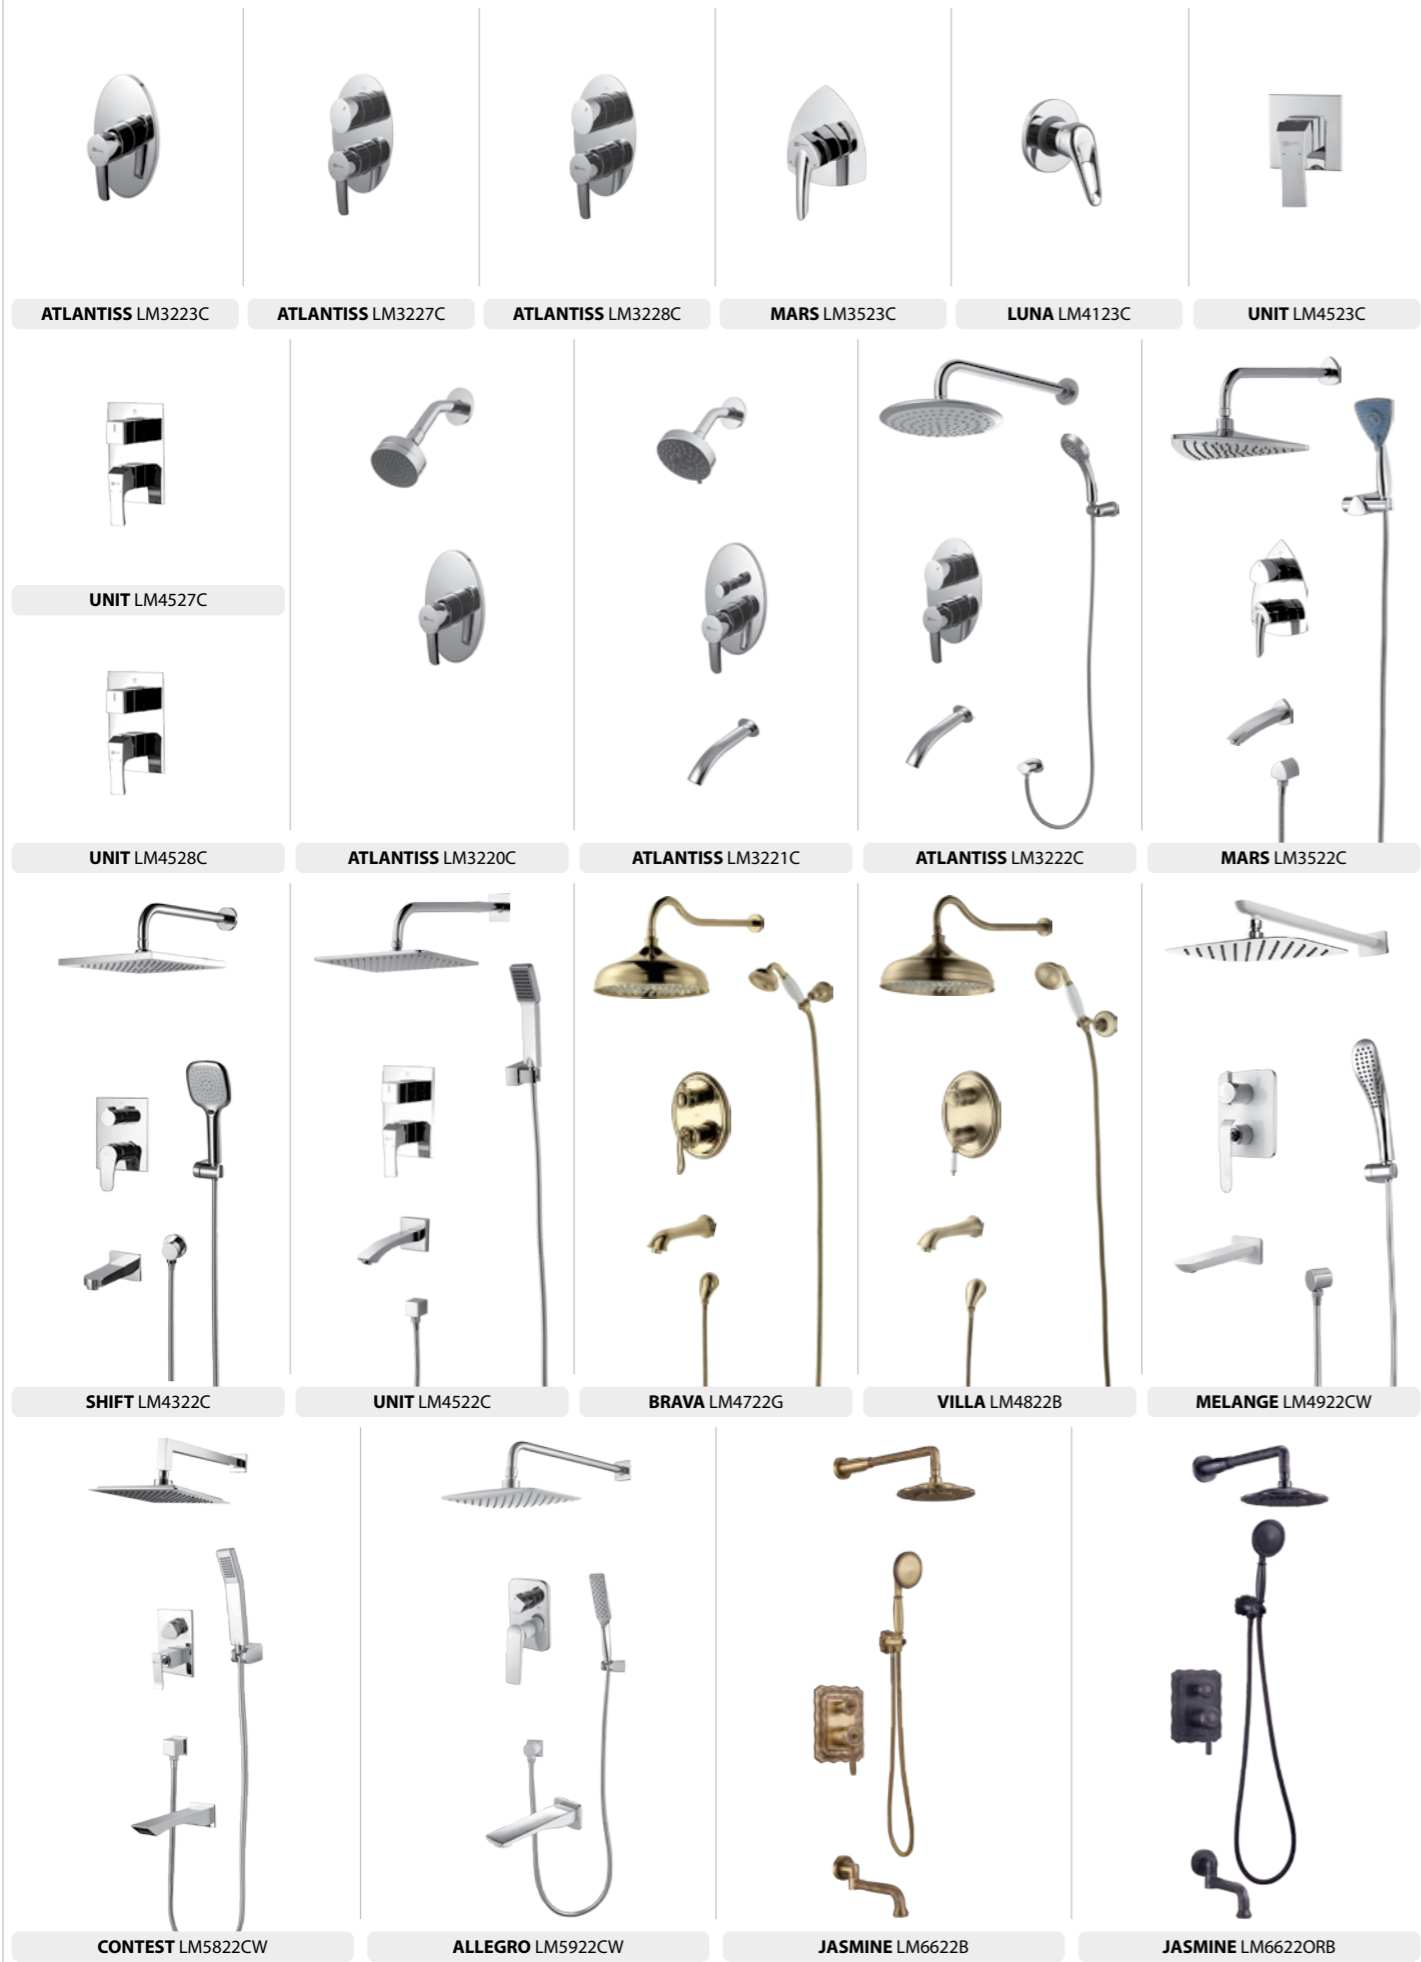 ATLANTISS LM3223C
ATLANTISS LM3227C
ATLANTISS LM3228C
MARS LM3523C
LUNA LM4123C
UNIT LM4523C
UNIT LM4527C
UNIT LM4528C
ATLANTISS LM3220C
ATLANTISS LM3221C
ATLANTISS LM3222C
MARS LM3522C
SHIFT LM4322C
UNIT LM4522C
BRAVA LM4722G
VILLA LM4822B
MELANGE LM4922CW
CONTEST LM5822CW
ALLEGRO LM5922CW
JASMINE LM6622B
JASMINE LM6622ORB